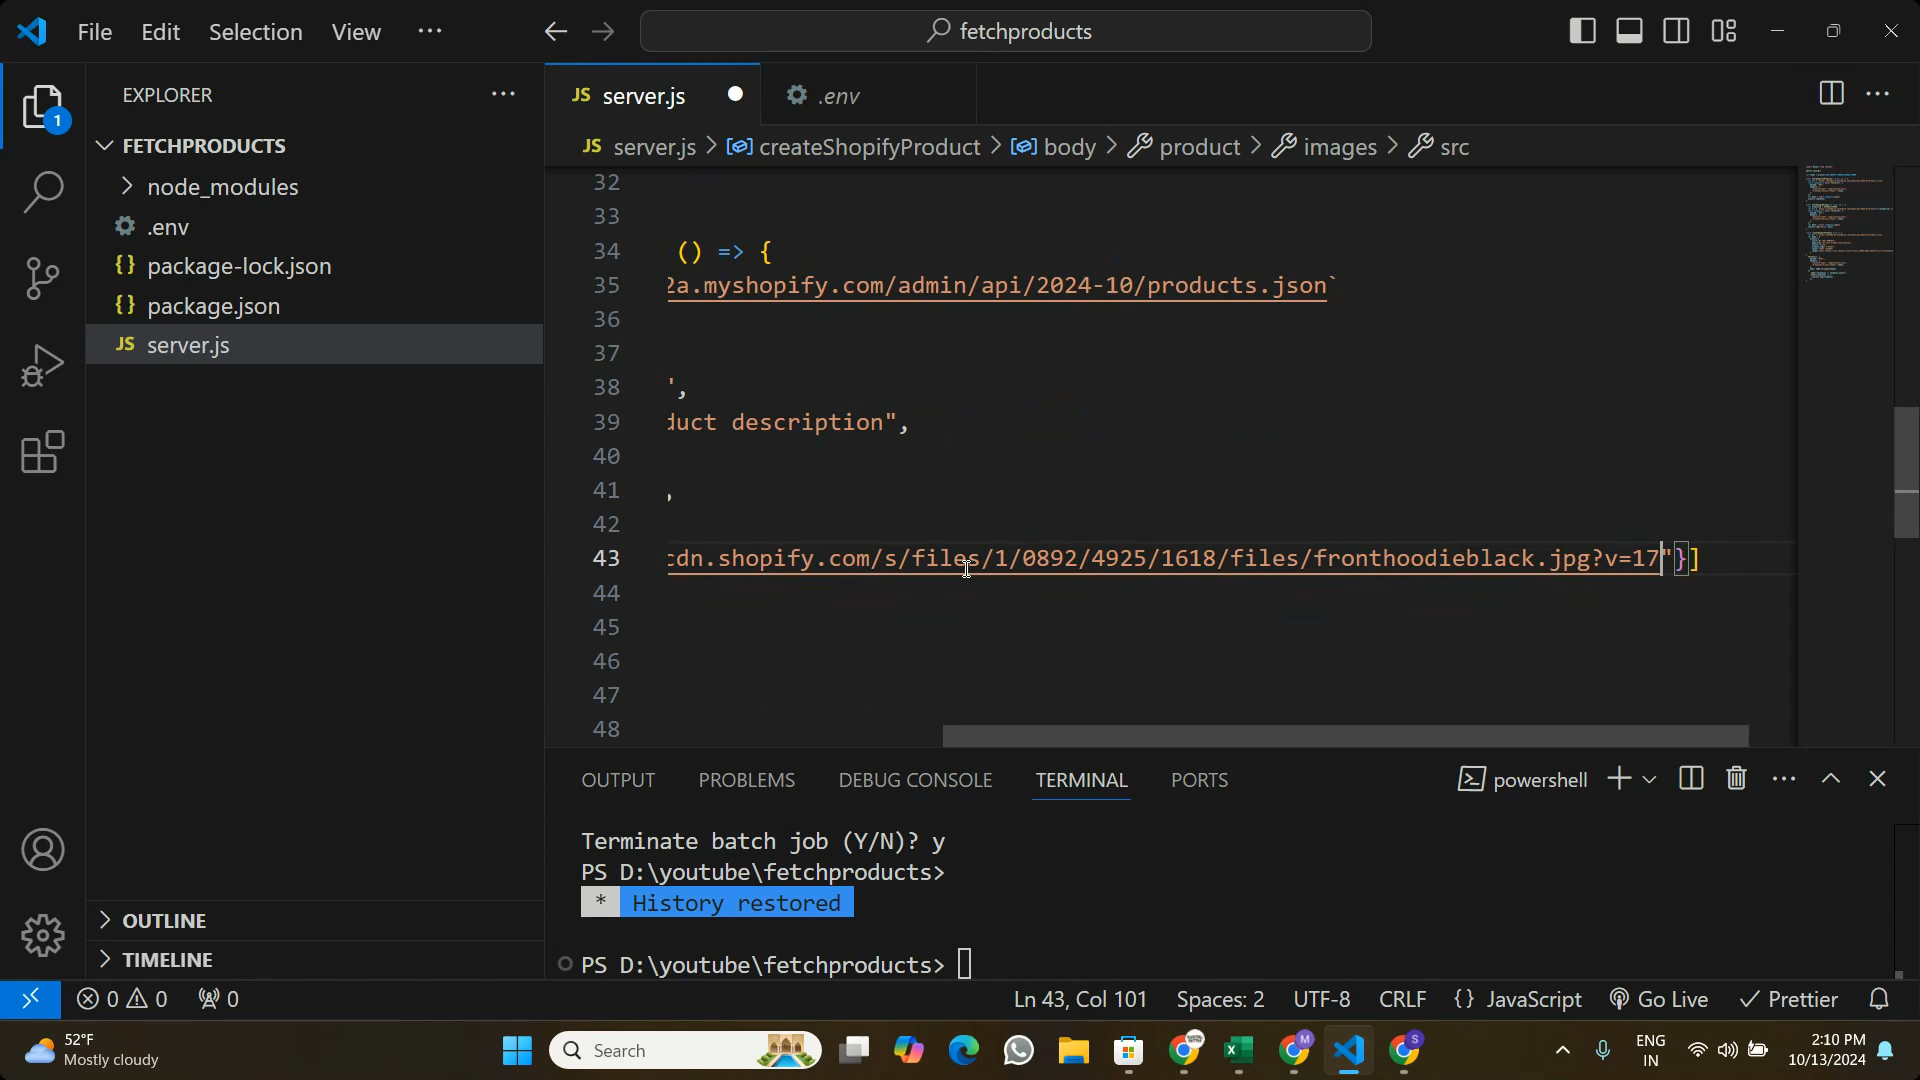 File Edit Selection View ··· fetchproducts
EXPLORER ···
1
FETCHPRODUCTS
node_modules
.env
{} package-lock.json
{} package.json
JS server.js
OUTLINE
TIMELINE
JS server.js .env ···
JS server.js > createShopifyProduct > body > product > images > src
32
33
34 () => {
35 2a.myshopify.com/admin/api/2024-10/products.json`
36
37
38 ",
39 duct description",
40
41 ,
42
43 cdn.shopify.com/s/files/1/0892/4925/1618/files/fronthoodieblack.jpg?v=17"}]
44
45
46
47
48
OUTPUT PROBLEMS DEBUG CONSOLE TERMINAL PORTS powershell ···
Terminate batch job (Y/N)? y
PS D:\youtube\fetchproducts>
* History restored
PS D:\youtube\fetchproducts>
0 0 0 Ln 43, Col 101 Spaces: 2 UTF-8 CRLF {} JavaScript Go Live Prettier
52°F
Mostly cloudy
Search
M
S
ENG
IN
2:10 PM
10/13/2024